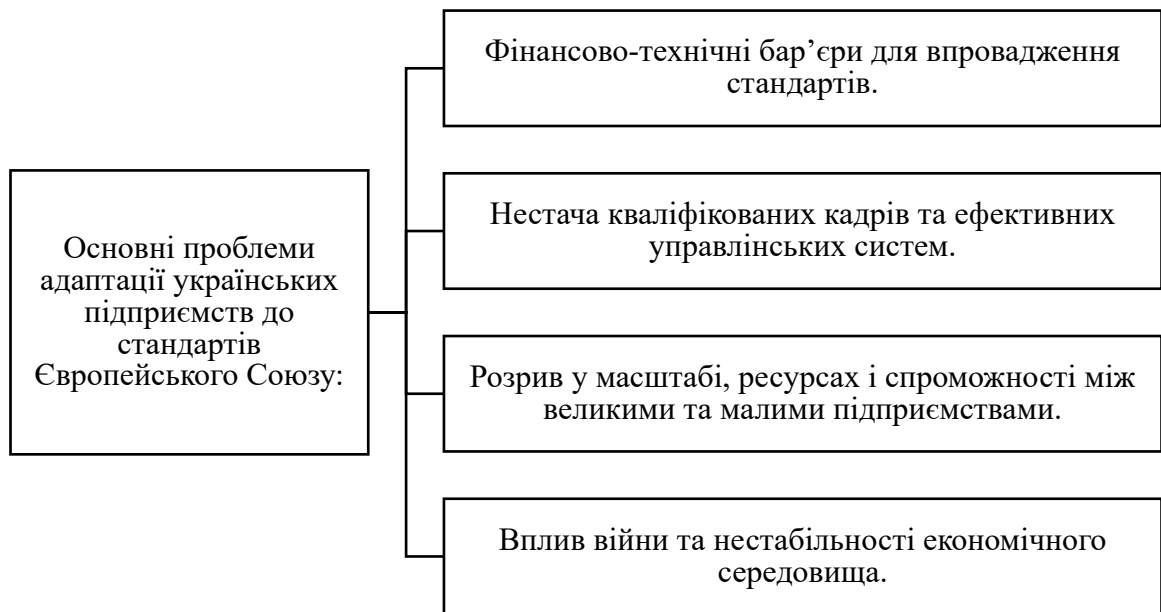 Фінансово-технічні бар’єри для впровадження
стандартів.
Нестача кваліфікованих кадрів та ефективних
управлінських систем.
Основні проблеми
адаптації українських
підприємств до
стандартів
Європейського Союзу:
Розрив у масштабі, ресурсах і спроможності між
великими та малими підприємствами.
Вплив війни та нестабільності економічного
середовища.